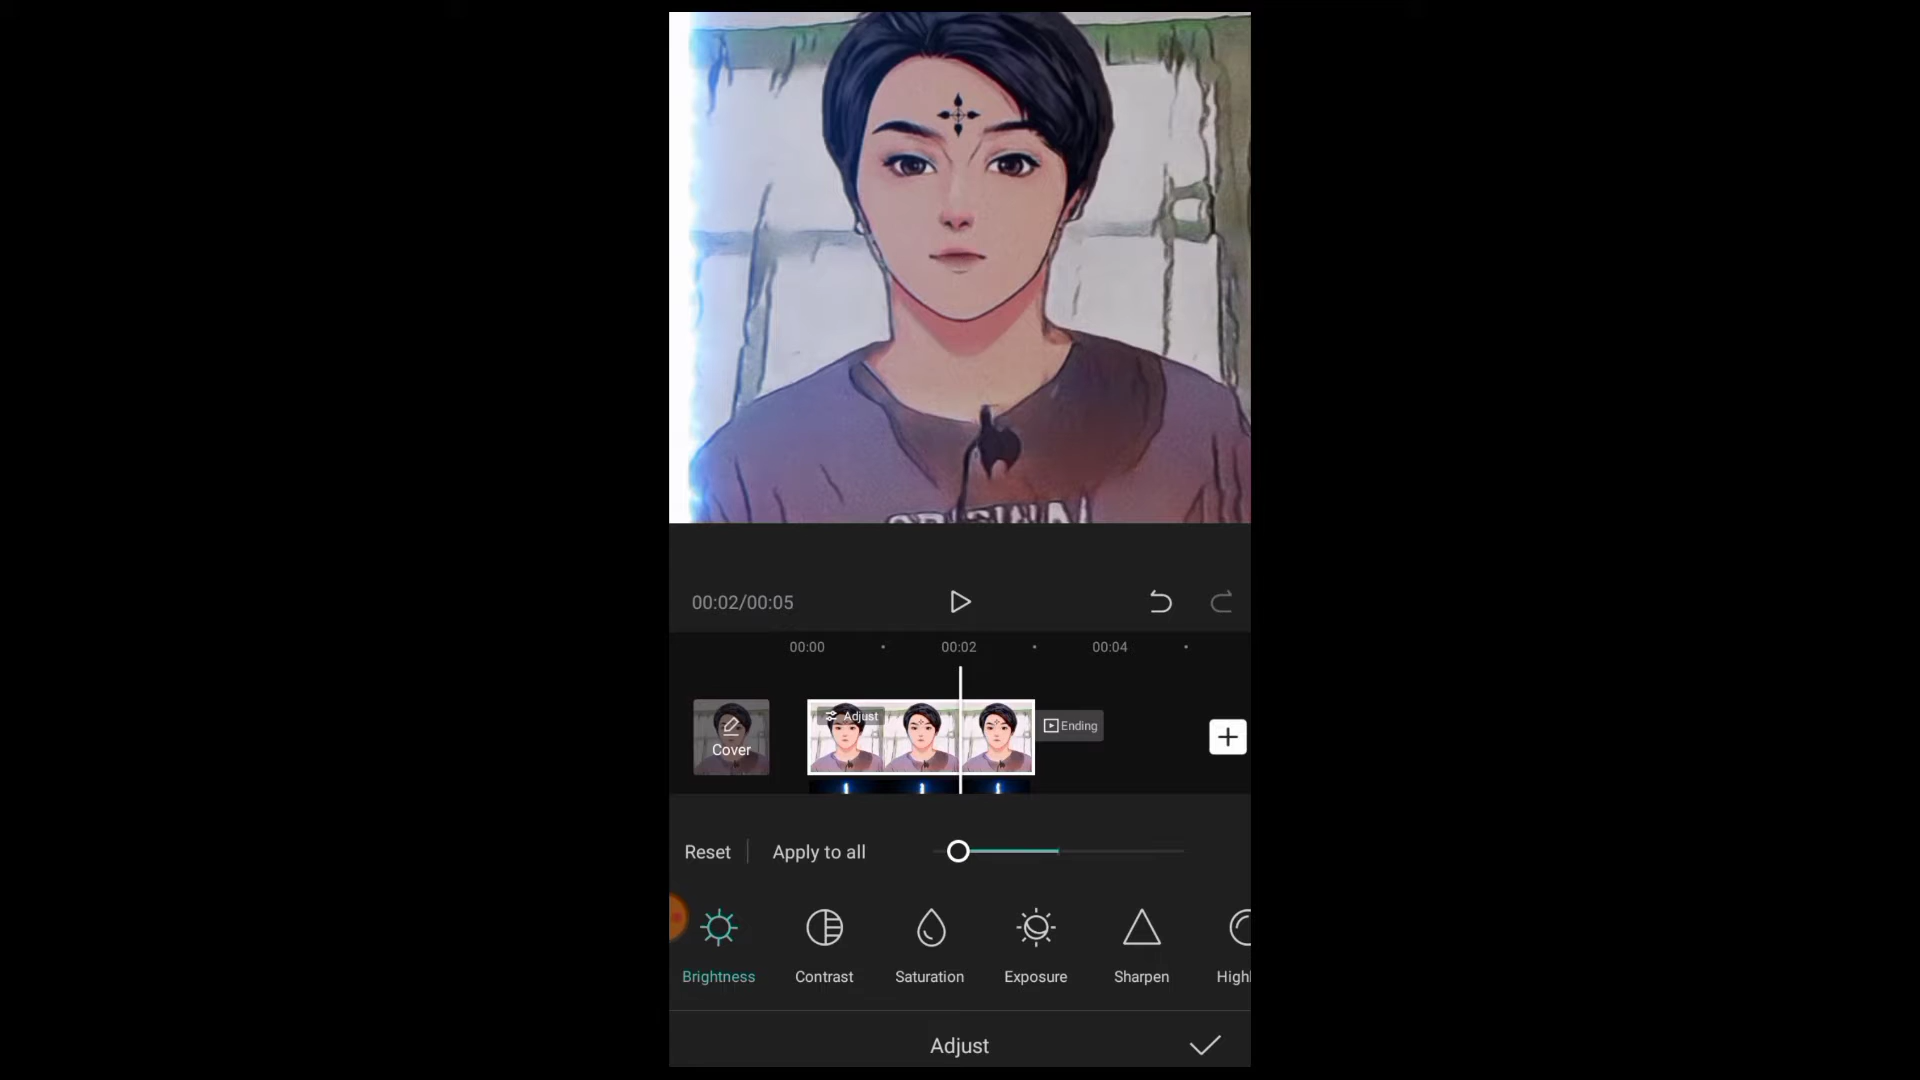 00:02/00:05
00:00 00:02 00:04
Adjust
Ending
Cover
Reset Apply to all
Brightness Contrast Saturation Exposure Sharpen
Adjust